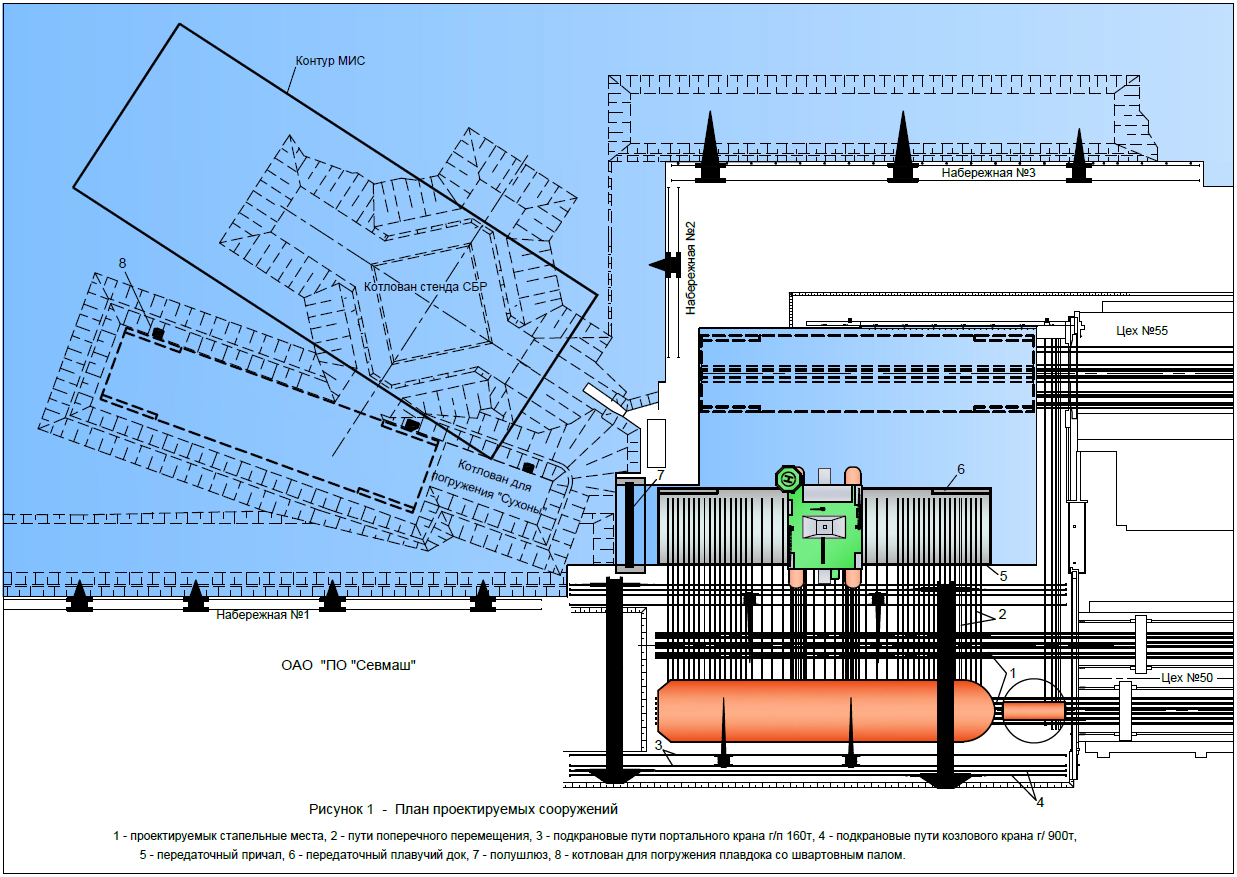 Контур МИС
Набережная №3
Набережная №2
8
Котлован стенда СБР
Цех №55
Котлован для
погружения "Сухоны"
7
6
H
5
Набережная №1
2
ОАО "ПО "Севмаш"
1
Цех №50
3
4
Рисунок 1 - План проектируемых сооружений
1 - проектируемык стапельные места, 2 - пути поперечного перемещения, 3 - подкрановые пути портального крана г/п 160т, 4 - подкрановые пути козлового крана г/ 900т,
5 - передаточный причал, 6 - передаточный плавучий док, 7 - полушлюз, 8 - котлован для погружения плавдока со швартовным палом.